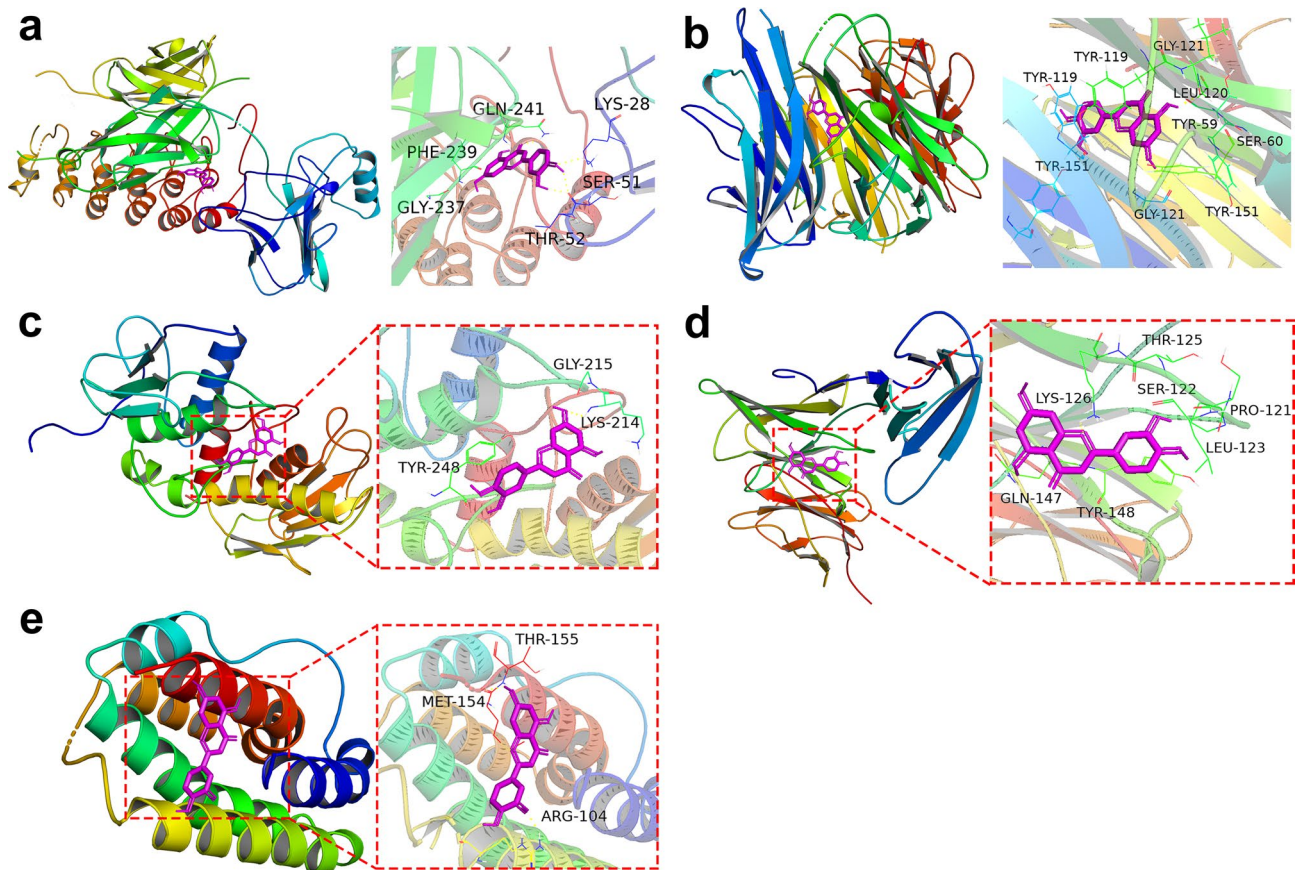 a
GLN-241
LYS-28
PHE-239
SER-51
GLY-237
THR-52
b
GLY-121
TYR-119
TYR-119
LEU-120
TYR-59
SER-60
TYR-151
GLY-121
TYR-151
c
GLY-215
LYS-214
TYR-248
d
THR-125
SER-122
LYS-126
PRO-121
LEU-123
GLN-147
TYR-148
e
THR-155
MET-154
ARG-104